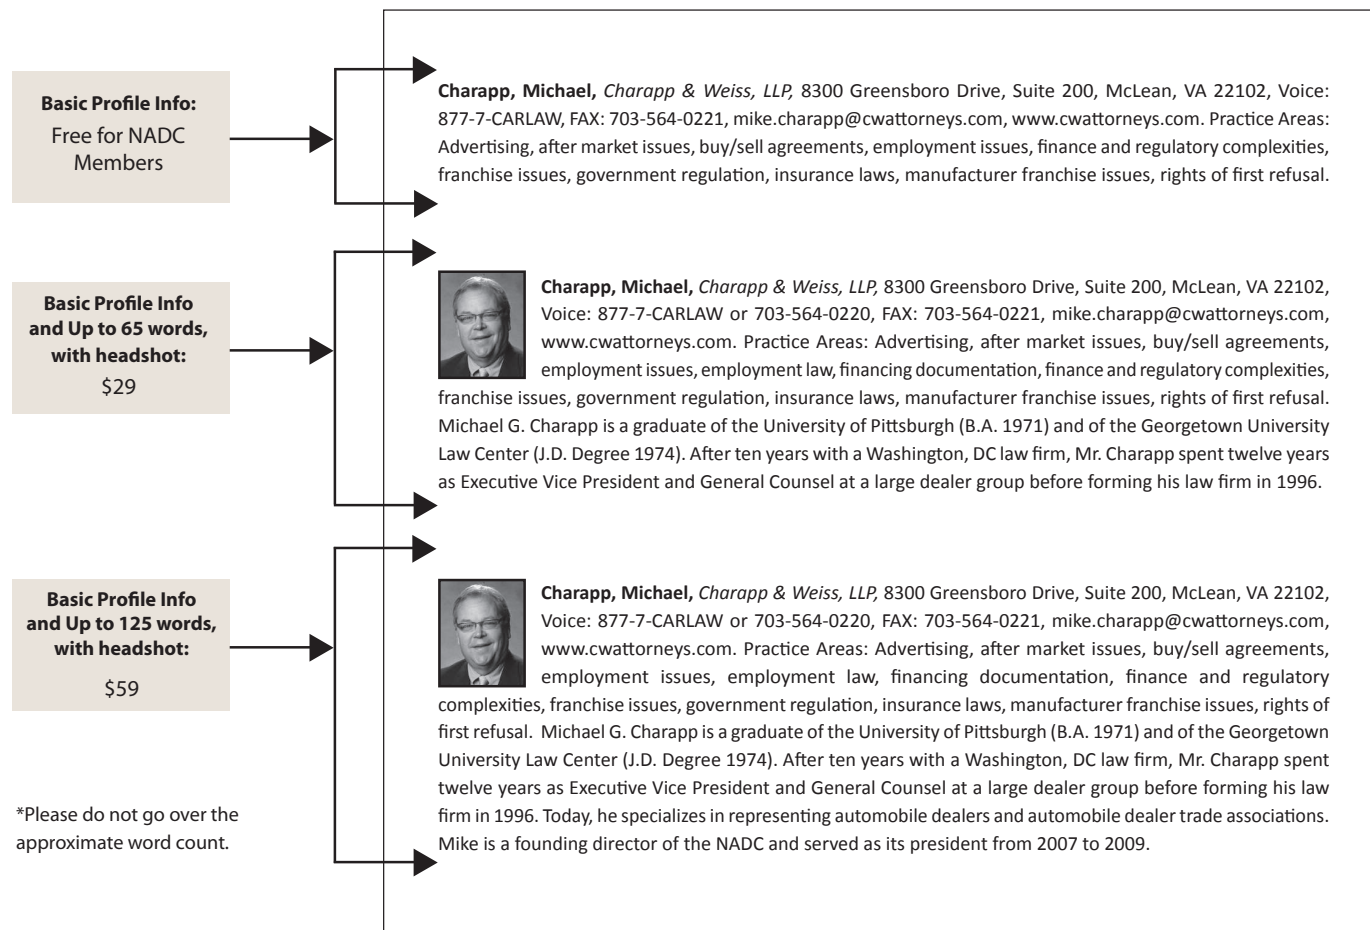 Basic Profile Info:
Free for NADC
Members
Charapp, Michael, Charapp & Weiss, LLP, 8300 Greensboro Drive, Suite 200, McLean, VA 22102, Voice:
877-7-CARLAW, FAX: 703-564-0221, mike.charapp@cwattorneys.com, www.cwattorneys.com. Practice Areas:
Advertising, after market issues, buy/sell agreements, employment issues, finance and regulatory complexities,
franchise issues, government regulation, insurance laws, manufacturer franchise issues, rights of first refusal.
Basic Profile Info
and Up to 65 words,
with headshot:
$29
Charapp, Michael, Charapp & Weiss, LLP, 8300 Greensboro Drive, Suite 200, McLean, VA 22102,
Voice: 877-7-CARLAW or 703-564-0220, FAX: 703-564-0221, mike.charapp@cwattorneys.com,
www.cwattorneys.com. Practice Areas: Advertising, after market issues, buy/sell agreements,
employment issues, employment law, financing documentation, finance and regulatory complexities,
franchise issues, government regulation, insurance laws, manufacturer franchise issues, rights of first refusal.
Michael G. Charapp is a graduate of the University of Pittsburgh (B.A. 1971) and of the Georgetown University
Law Center (J.D. Degree 1974). After ten years with a Washington, DC law firm, Mr. Charapp spent twelve years
as Executive Vice President and General Counsel at a large dealer group before forming his law firm in 1996.
Basic Profile Info
and Up to 125 words,
with headshot:
$59
Charapp, Michael, Charapp & Weiss, LLP, 8300 Greensboro Drive, Suite 200, McLean, VA 22102,
Voice: 877-7-CARLAW or 703-564-0220, FAX: 703-564-0221, mike.charapp@cwattorneys.com,
www.cwattorneys.com. Practice Areas: Advertising, after market issues, buy/sell agreements,
employment issues, employment law, financing documentation, finance and regulatory
complexities, franchise issues, government regulation, insurance laws, manufacturer franchise issues, rights of
first refusal. Michael G. Charapp is a graduate of the University of Pittsburgh (B.A. 1971) and of the Georgetown
University Law Center (J.D. Degree 1974). After ten years with a Washington, DC law firm, Mr. Charapp spent
twelve years as Executive Vice President and General Counsel at a large dealer group before forming his law
firm in 1996. Today, he specializes in representing automobile dealers and automobile dealer trade associations.
Mike is a founding director of the NADC and served as its president from 2007 to 2009.
*Please do not go over the
approximate word count.